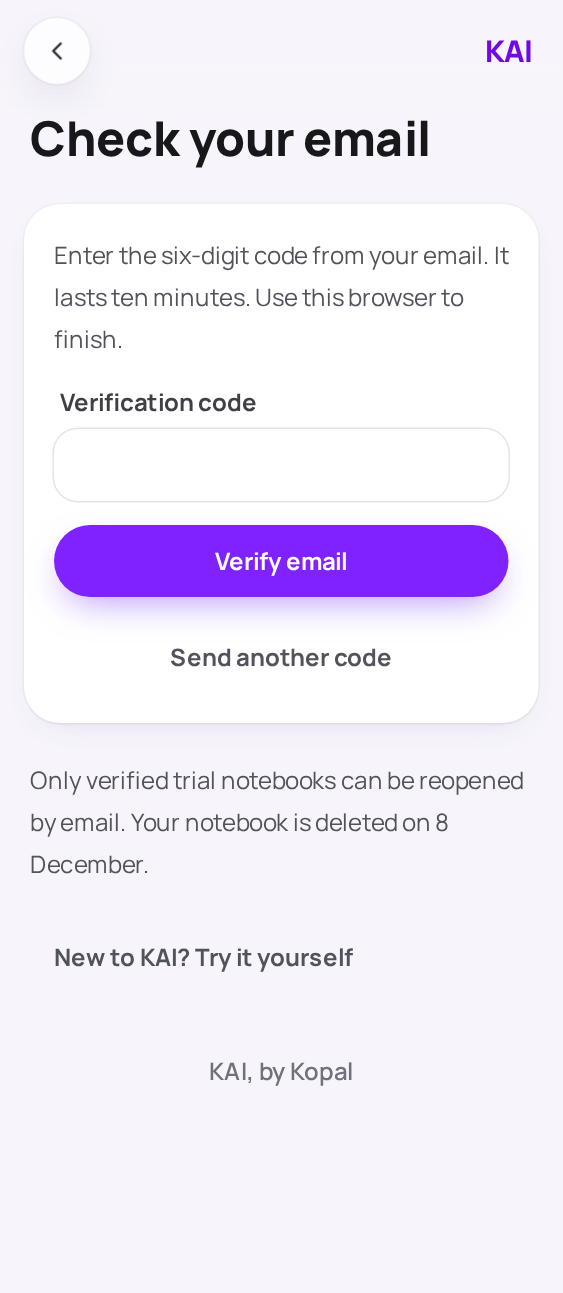 KAI
Check your email
Enter the six-digit code from your email. It
lasts ten minutes. Use this browser to
finish.
Verification code
Verify email
Send another code
Only verified trial notebooks can be reopened
by email. Your notebook is deleted on 8
December.
New to KAI? Try it yourself
KAI, by Kopal